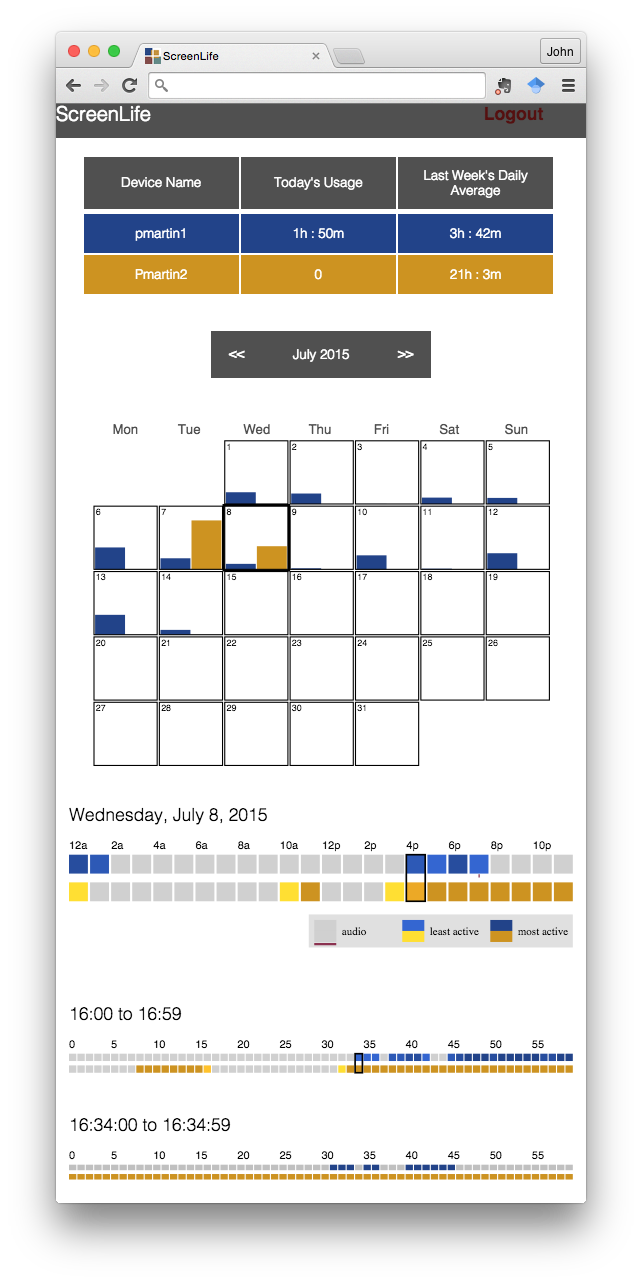 ScreenLife
John
ScreenLife
Logout
Device Name
Today's Usage
Last Week's Daily
Average
pmartin1
1h : 50m
3h : 42m
Pmartin2
0
21h : 3m
<<
July 2015
>>
Mon Tue Wed Thu Fri Sat Sun
1 2 3 4 5
6 7 8 9 10 11 12
13 14 15 16 17 18 19
20 21 22 23 24 25 26
27 28 29 30 31
Wednesday, July 8, 2015
12a 2a 4a 6a 8a 10a 12p 2p 4p 6p 8p 10p
audio least active most active
16:00 to 16:59
0 5 10 15 20 25 30 35 40 45 50 55
16:34:00 to 16:34:59
0 5 10 15 20 25 30 35 40 45 50 55